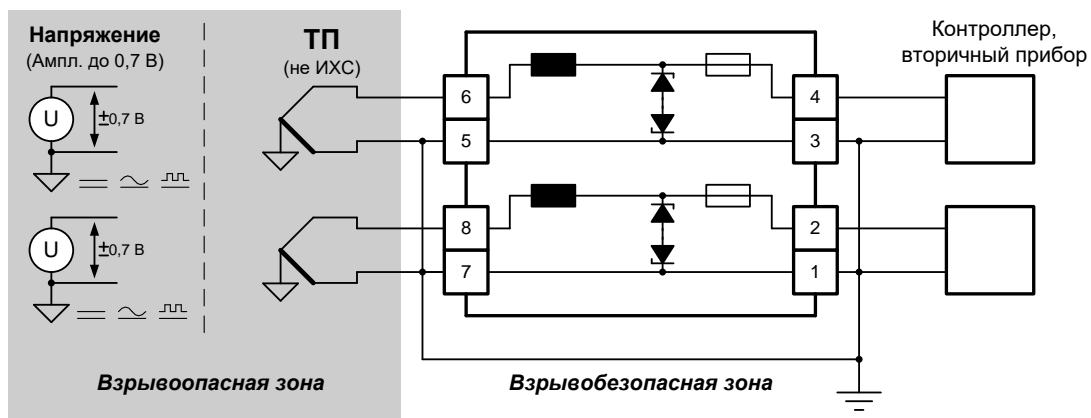 Напряжение
(Ампл. до 0,7 В)
U
±0,7 В
U
±0,7 В
ТП
(не ИХС)
6
5
8
7
4
3
2
1
Контроллер,
вторичный прибор
Взрывоопасная зона
Взрывобезопасная зона